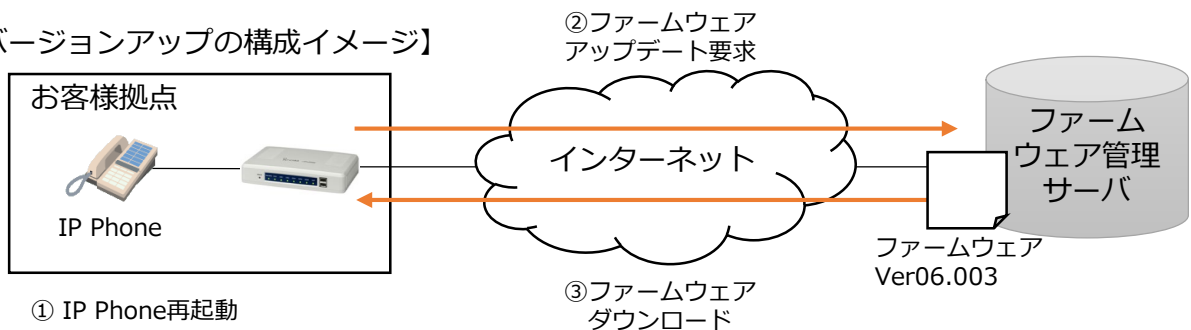 バージョンアップの構成イメージ】
②ファームウェア
アップデート要求
お客様拠点
IP Phone
インターネット
ファーム
ウェア管理
サーバ
ファームウェア
Ver06.003
① IP Phone再起動
③ファームウェア
ダウンロード